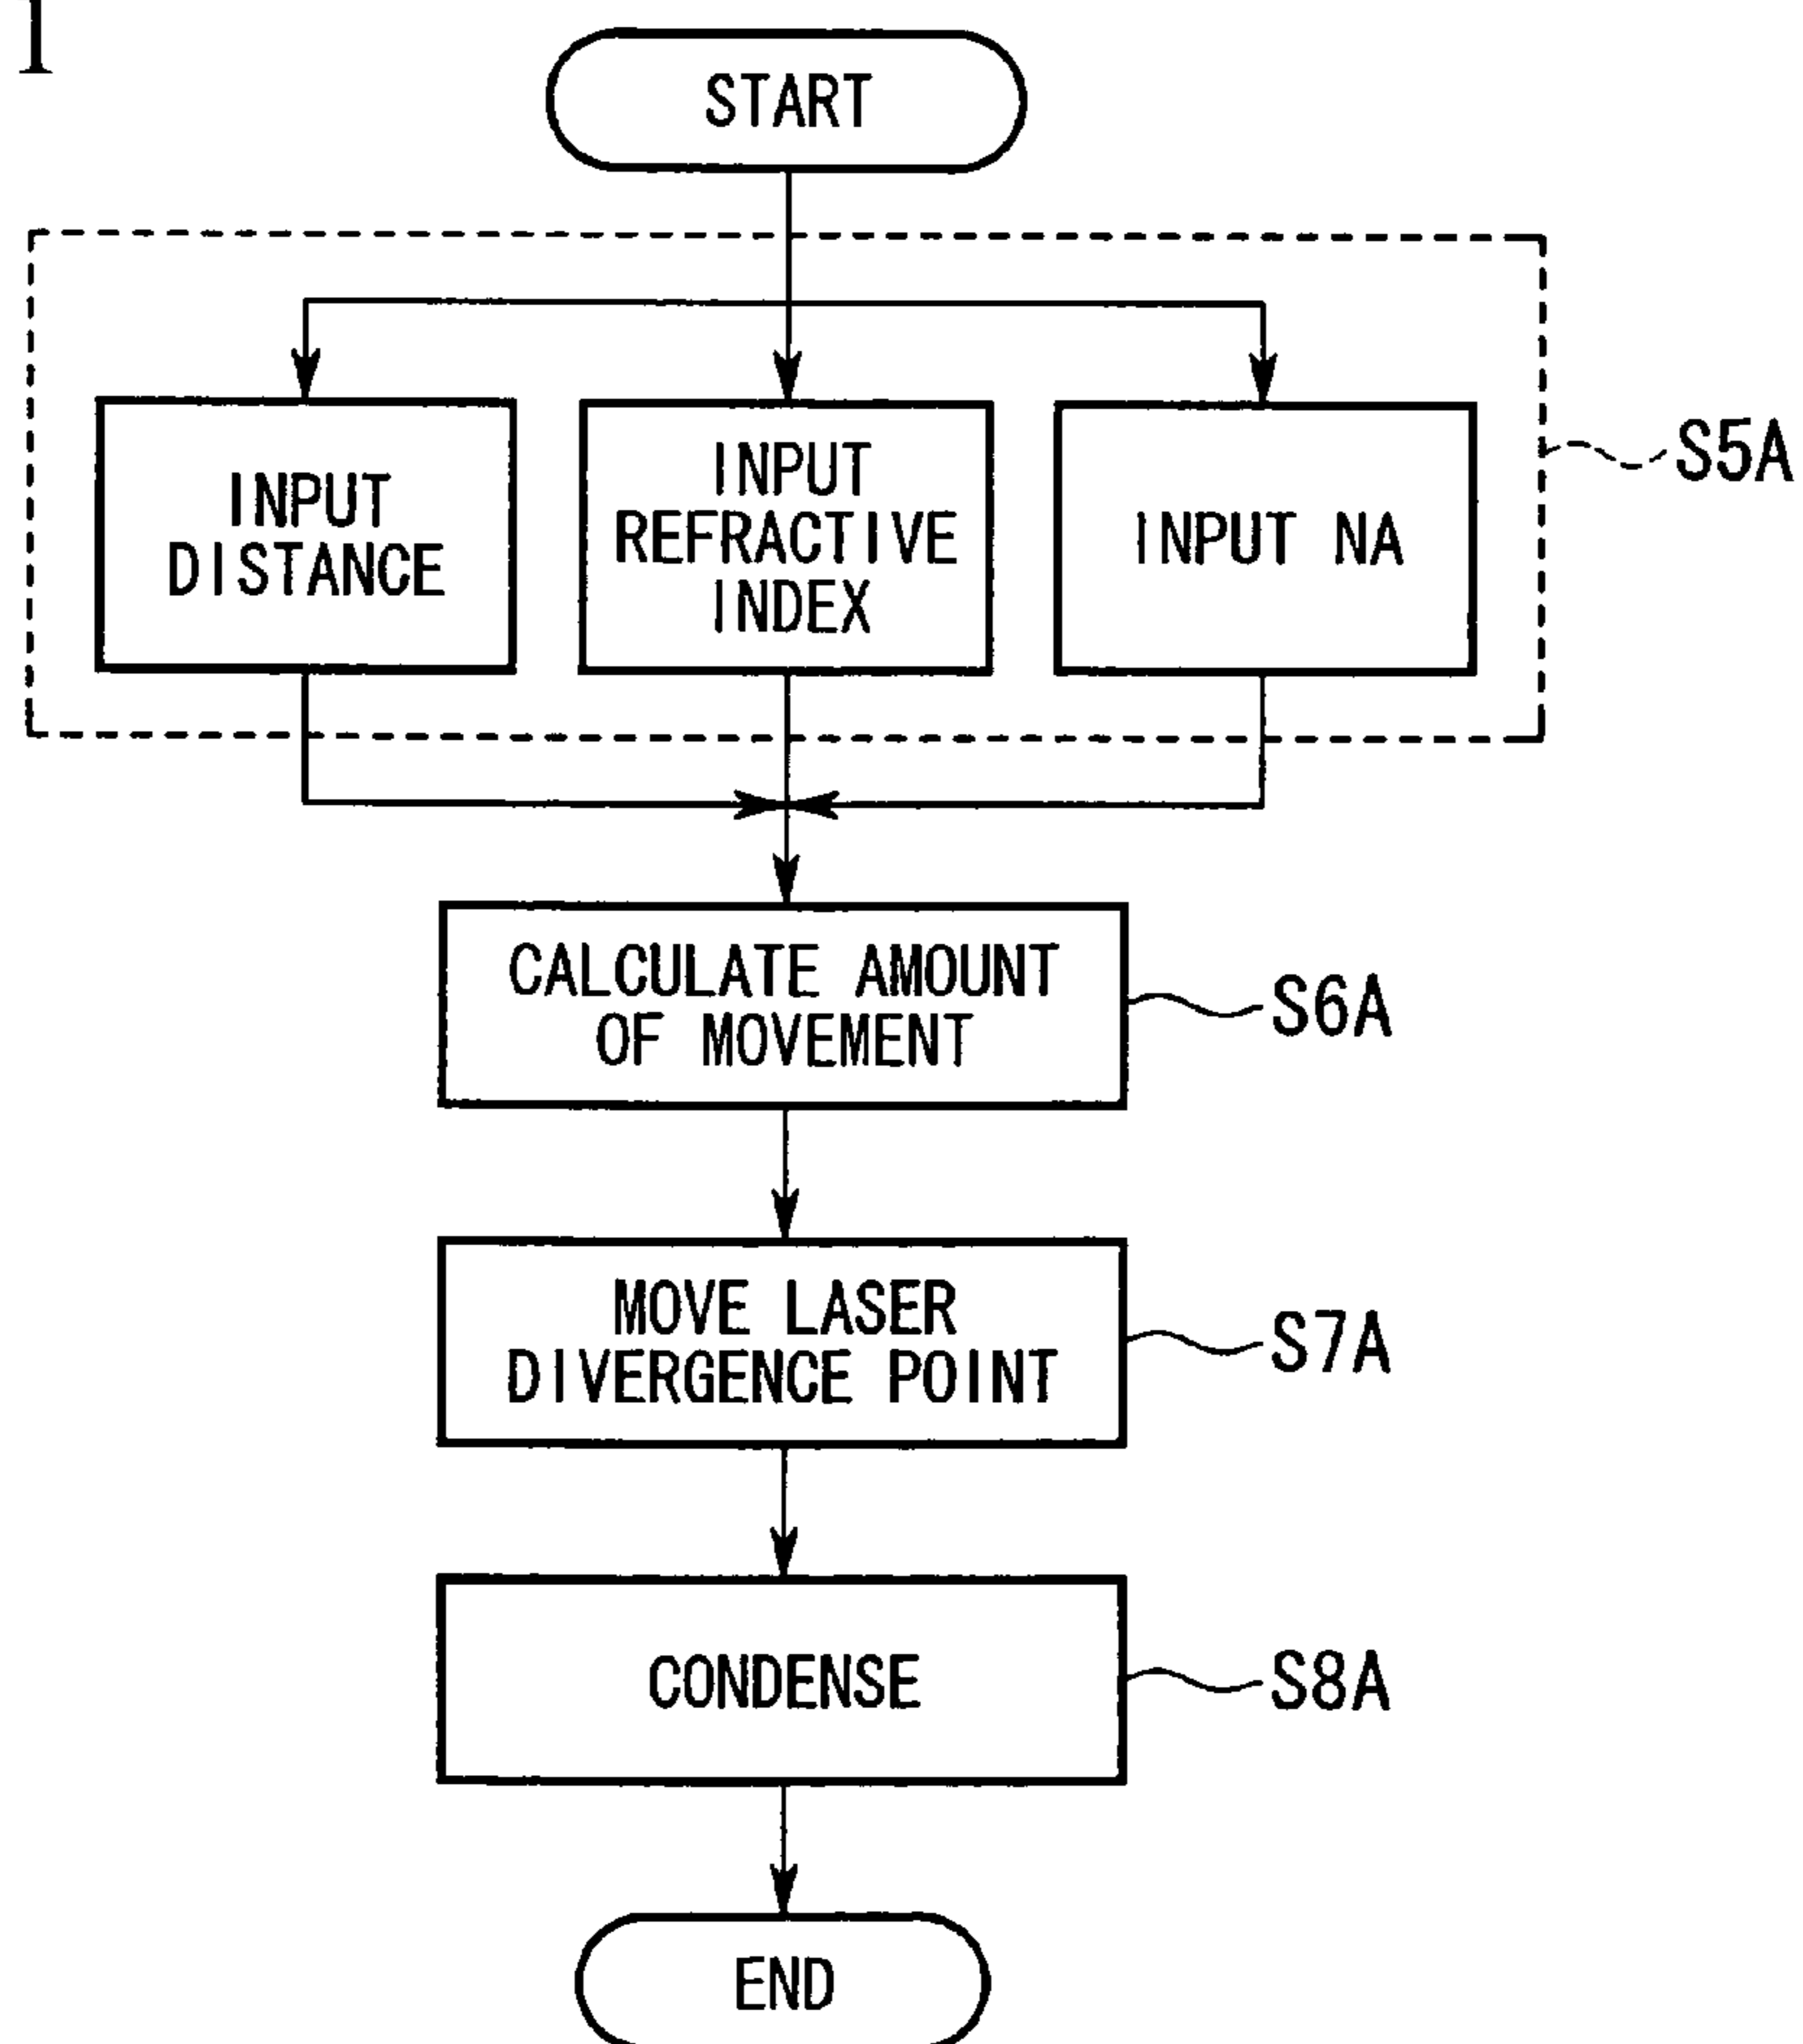 1
START
INPUT
DISTANCE
INPUT
REFRACTIVE
INDEX
INPUT NA
S5A
CALCULATE AMOUNT
OF MOVEMENT
S6A
MOVE LASER
DIVERGENCE POINT
S7A
CONDENSE
S8A
END